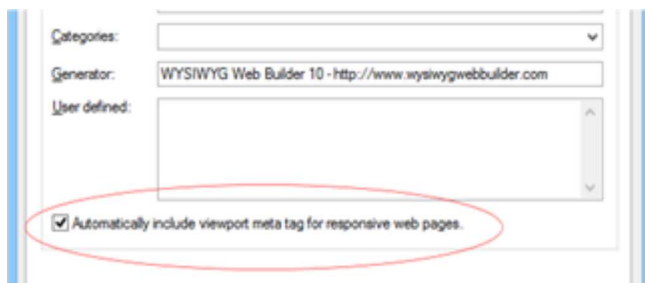 Categories:
Generator: WYSIWYG Web Builder 10 - http://www.wysiwygwebbuilder.com
User defined:
Automatically include viewport meta tag for responsive web pages.